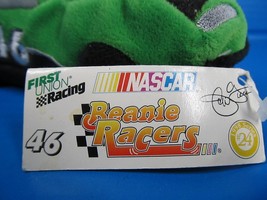 FIRST
UNION
Racing
NASCAR
46
Beanie
Racers
24